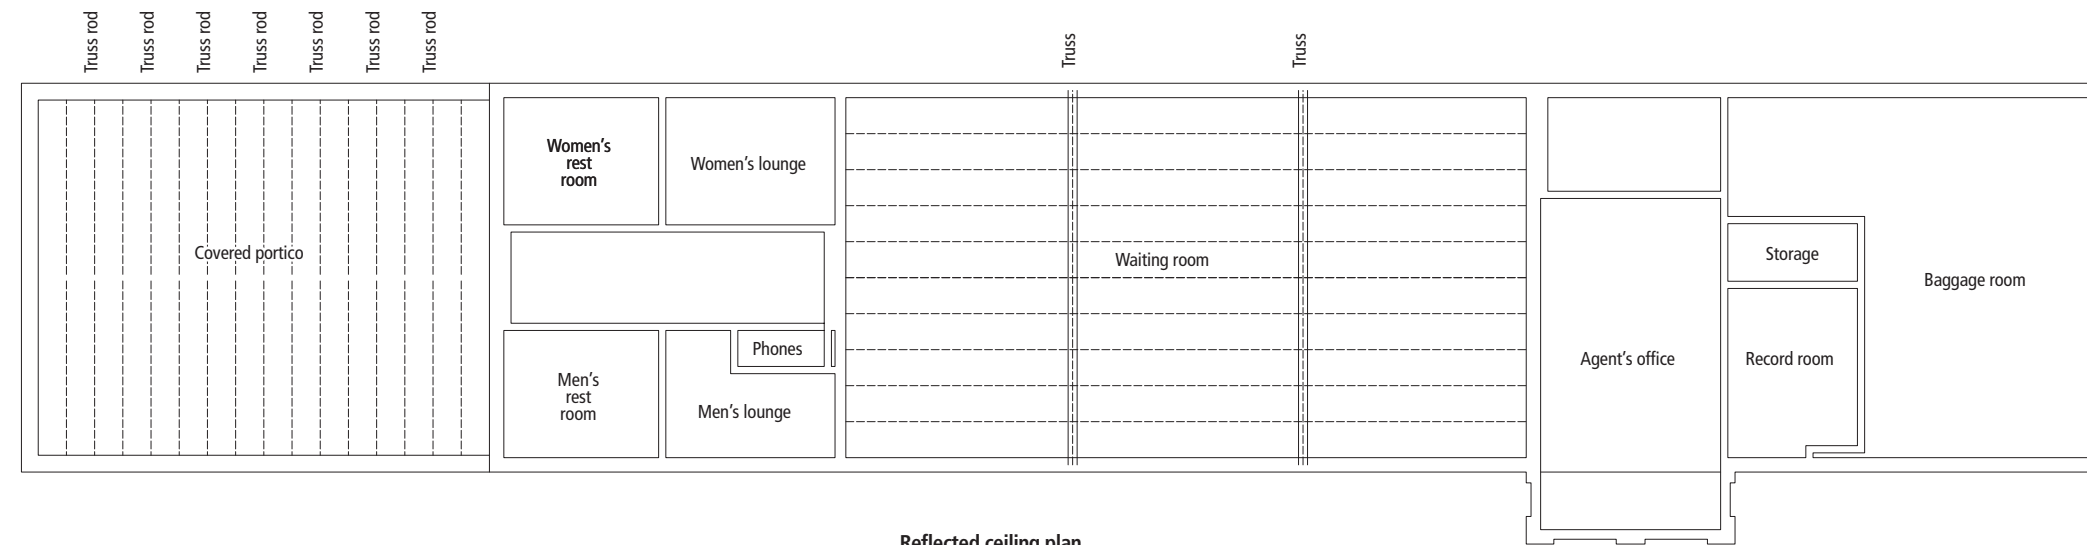 Truss rod
Truss rod
Truss rod
Truss rod
Truss rod
Truss rod
Truss rod
Truss
Truss
Women’s
rest
room
Women’s lounge
Covered portico
Waiting room
Storage
Baggage room
Phones
Agent’s office
Record room
Men’s
rest
room
Men’s lounge
Reflected ceiling plan